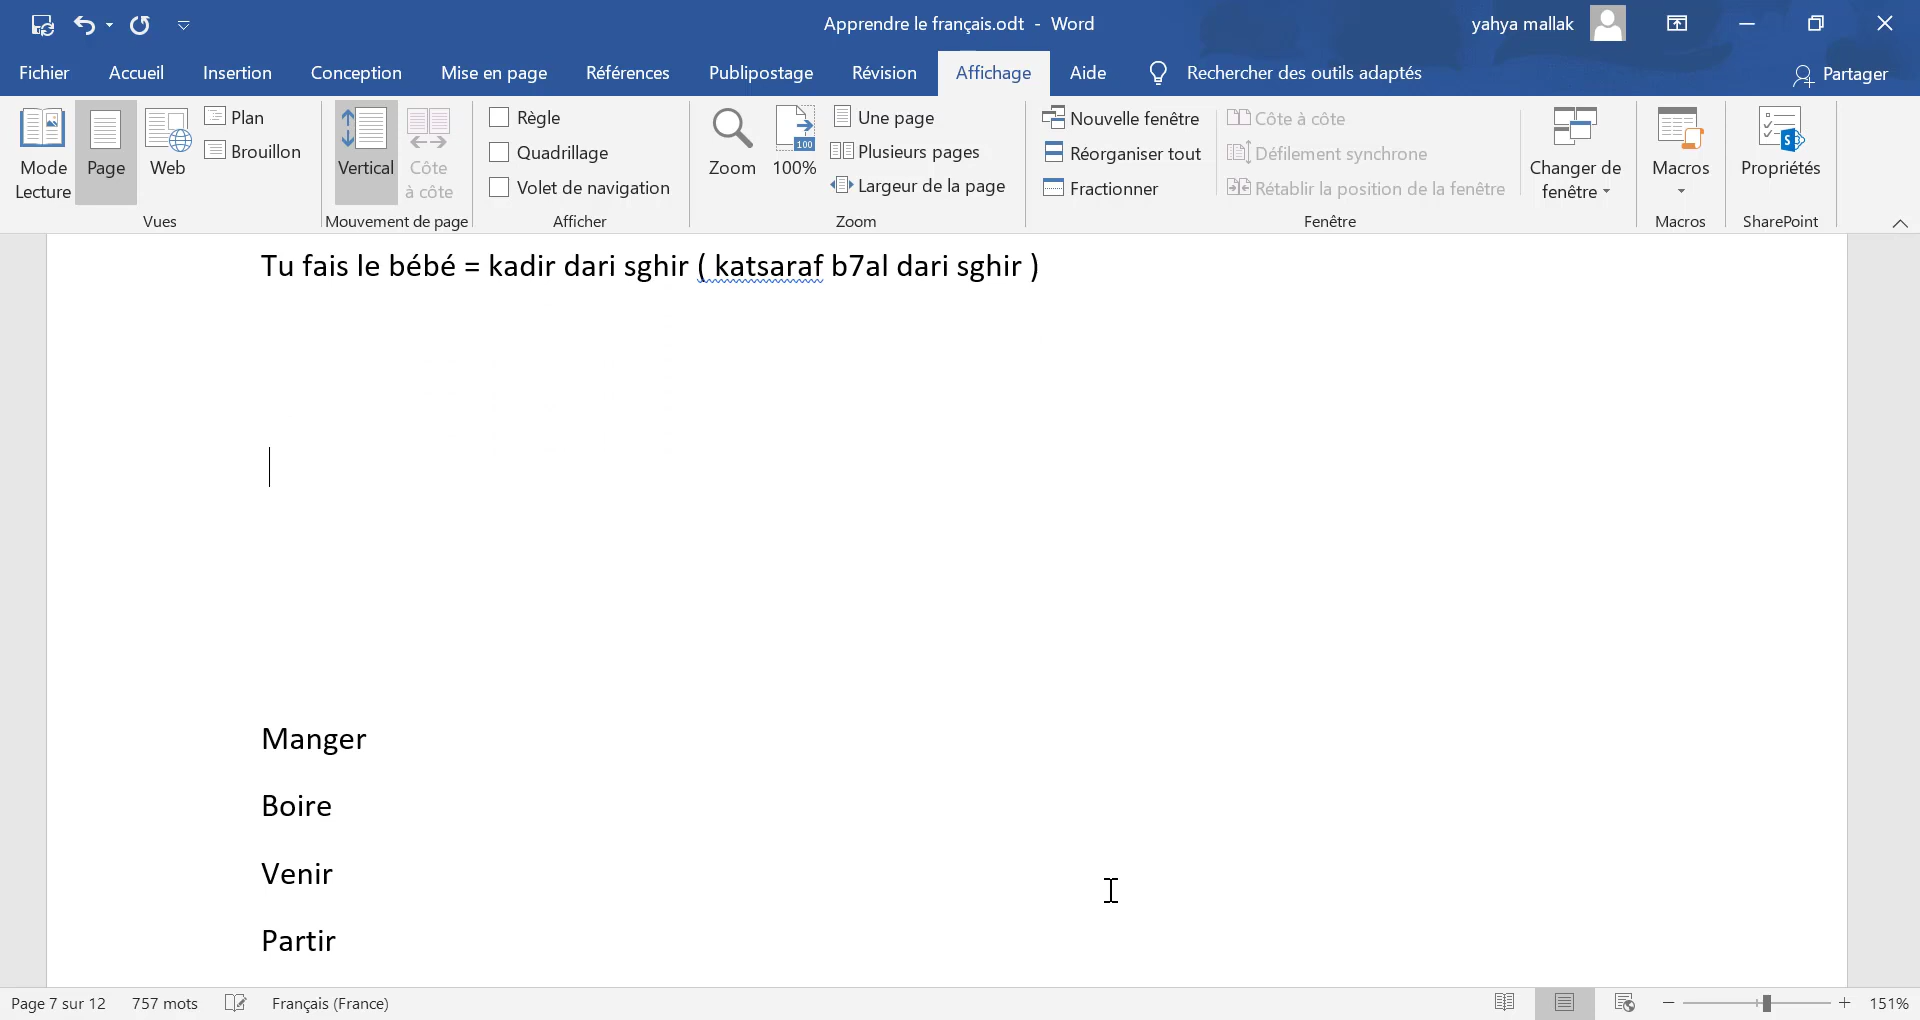 Apprendre le français.odt - Word
yahya mallak
Fichier Accueil Insertion Conception Mise en page Références Publipostage Révision Affichage Aide Rechercher des outils adaptés Partager
Mode Lecture
Page
Web
Plan
Brouillon
Vues
Vertical
Côte à côte
Mouvement de page
Règle
Quadrillage
Volet de navigation
Afficher
Zoom
100
100%
Une page
Plusieurs pages
Largeur de la page
Zoom
Nouvelle fenêtre
Réorganiser tout
Fractionner
Côte à côte
Défilement synchrone
Rétablir la position de la fenêtre
Changer de fenêtre
Fenêtre
Macros
Macros
Propriétés
SharePoint
Tu fais le bébé = kadir dari sghir ( katsaraf b7al dari sghir )
Manger
Boire
Venir
Partir
Page 7 sur 12 757 mots Français (France) 151%